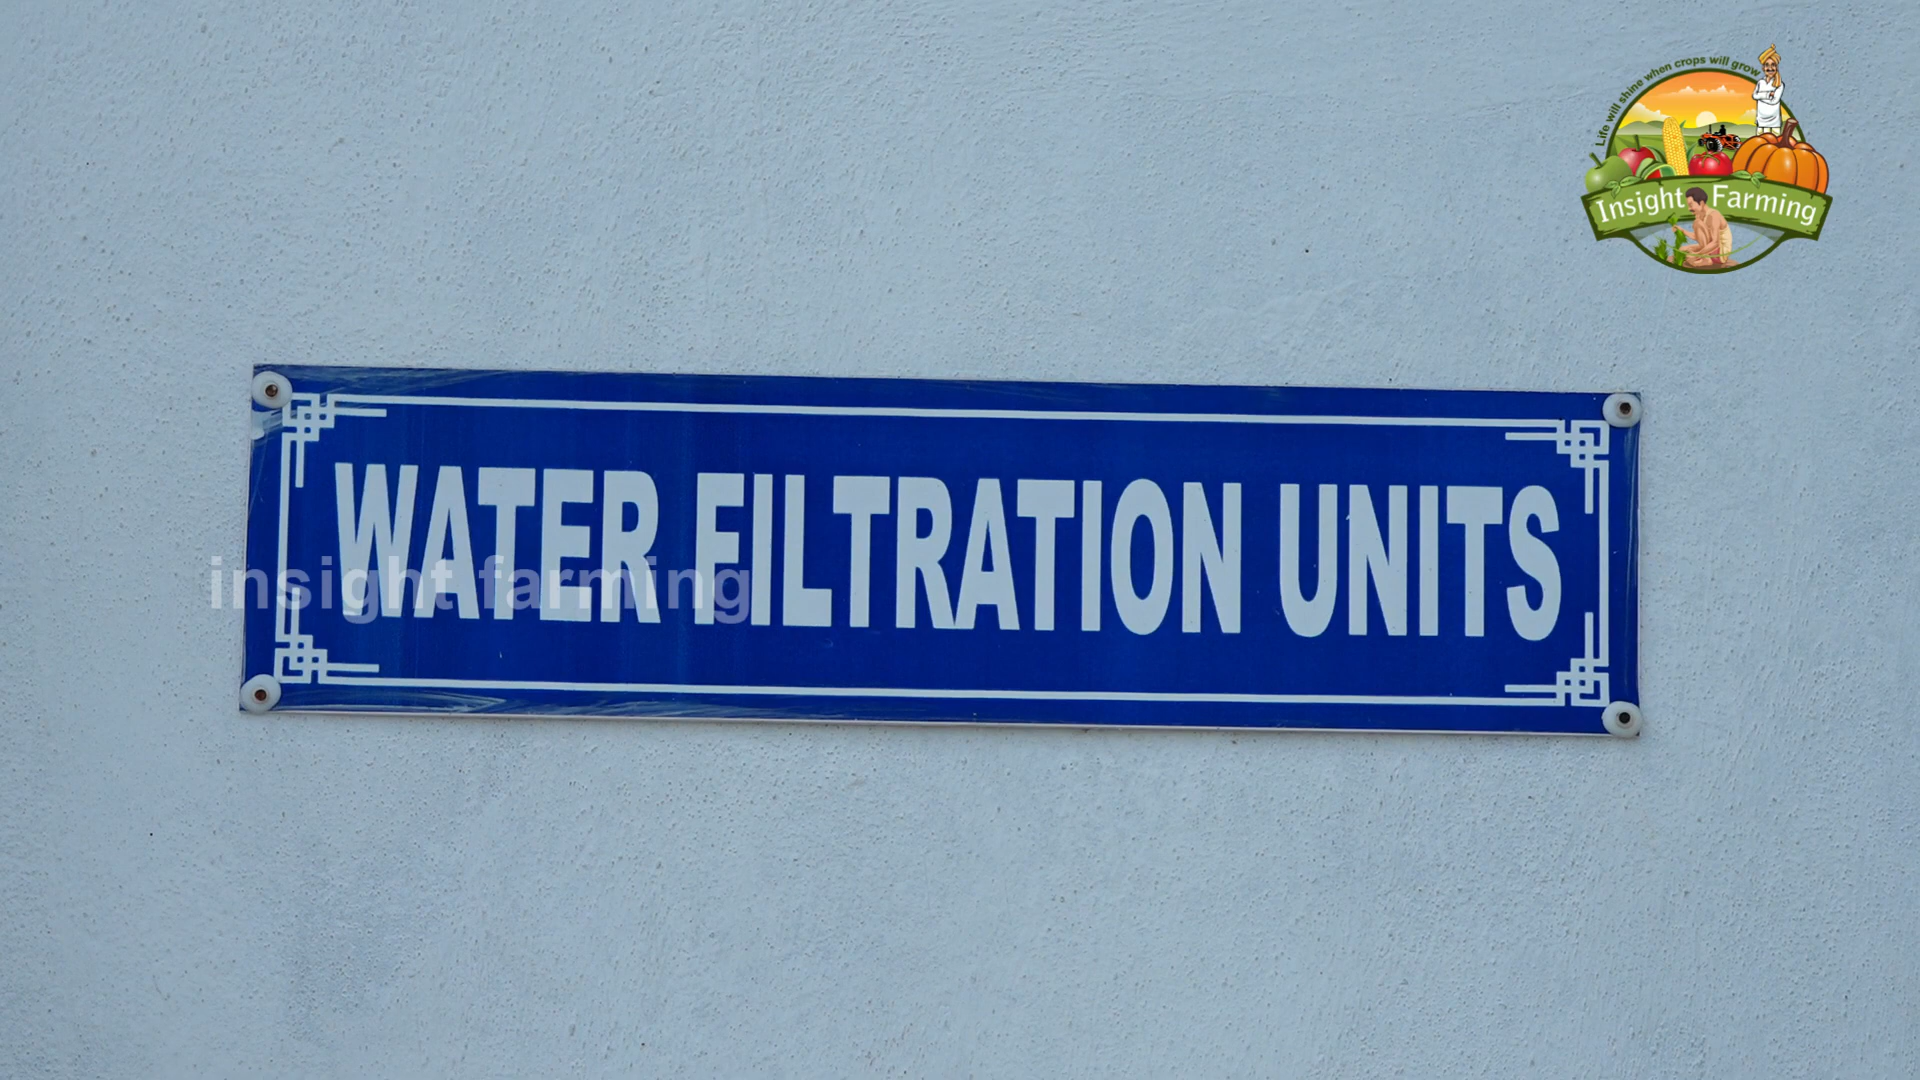 Life will shine when crops will grow
Insight Farming
WATER FILTRATION UNITS
insight farming